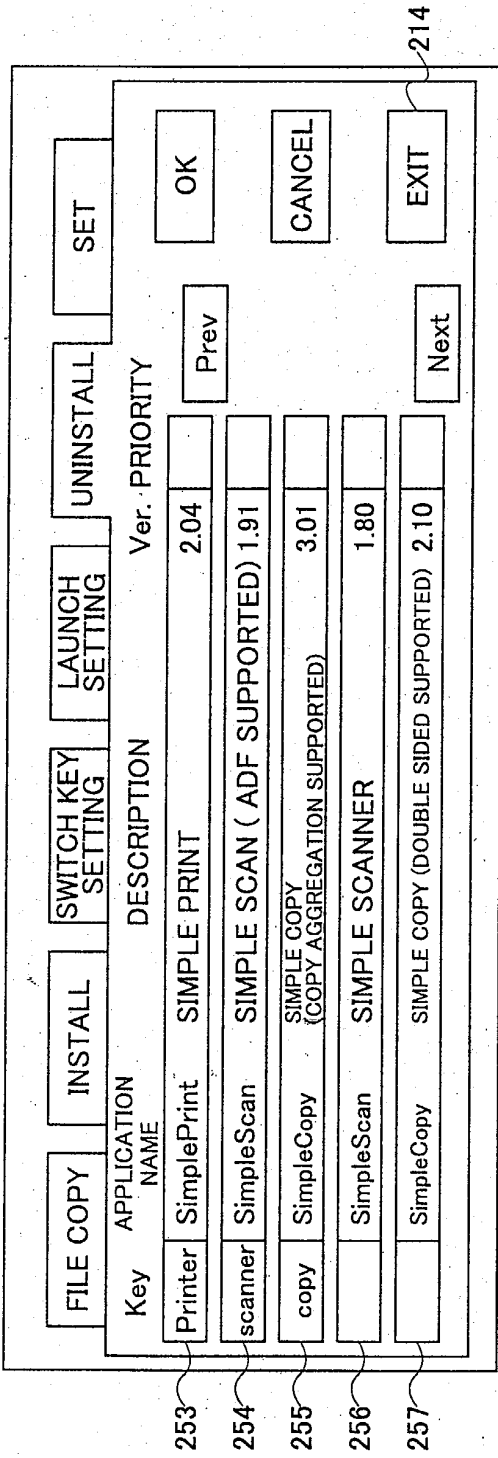 FILE COPY
INSTALL
SWITCH KEY
SETTING
LAUNCH
SETTING
UNINSTALL
SET
Key
APPLICATION
NAME
DESCRIPTION
Ver.
PRIORITY
253
Printer
SimplePrint
SIMPLE PRINT
2.04
254
scanner
SimpleScan
SIMPLE SCAN ( ADF SUPPORTED)
1.91
255
copy
SimpleCopy
SIMPLE COPY
(COPY AGGREGATION SUPPORTED)
3.01
256
SimpleScan
SIMPLE SCANNER
1.80
257
SimpleCopy
SIMPLE COPY (DOUBLE SIDED SUPPORTED)
2.10
Prev
Next
OK
CANCEL
EXIT
214